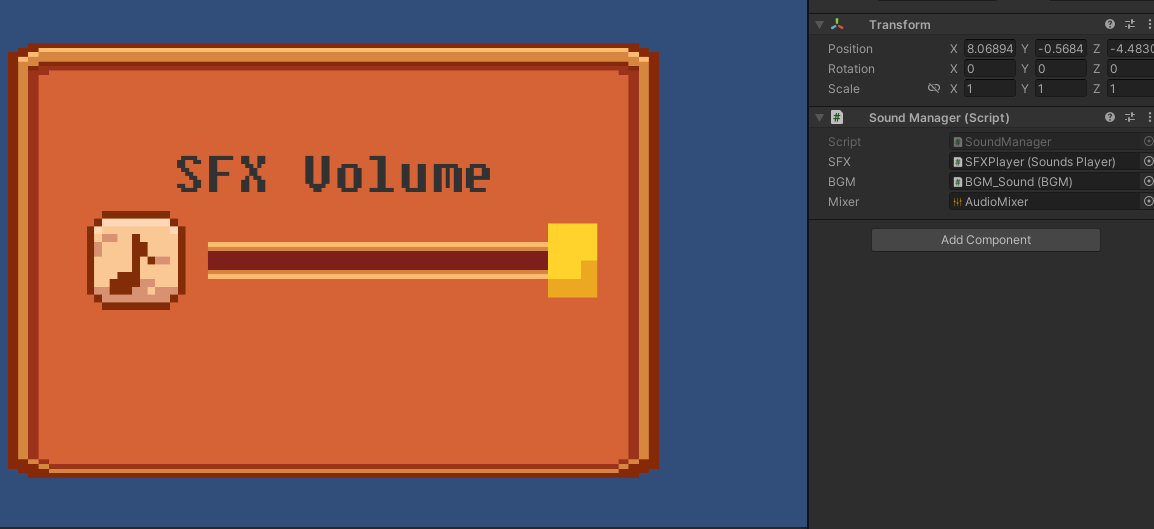 SFX Volume
Transform
Position X 8.06894 Y -0.5684 Z -4.4830
Rotation X 0 Y 0 Z 0
Scale X 1 Y 1 Z 1
# Sound Manager (Script)
Script # SoundManager
SFX # SFXPlayer (Sounds Player)
BGM # BGM_Sound (BGM)
Mixer AudioMixer
Add Component